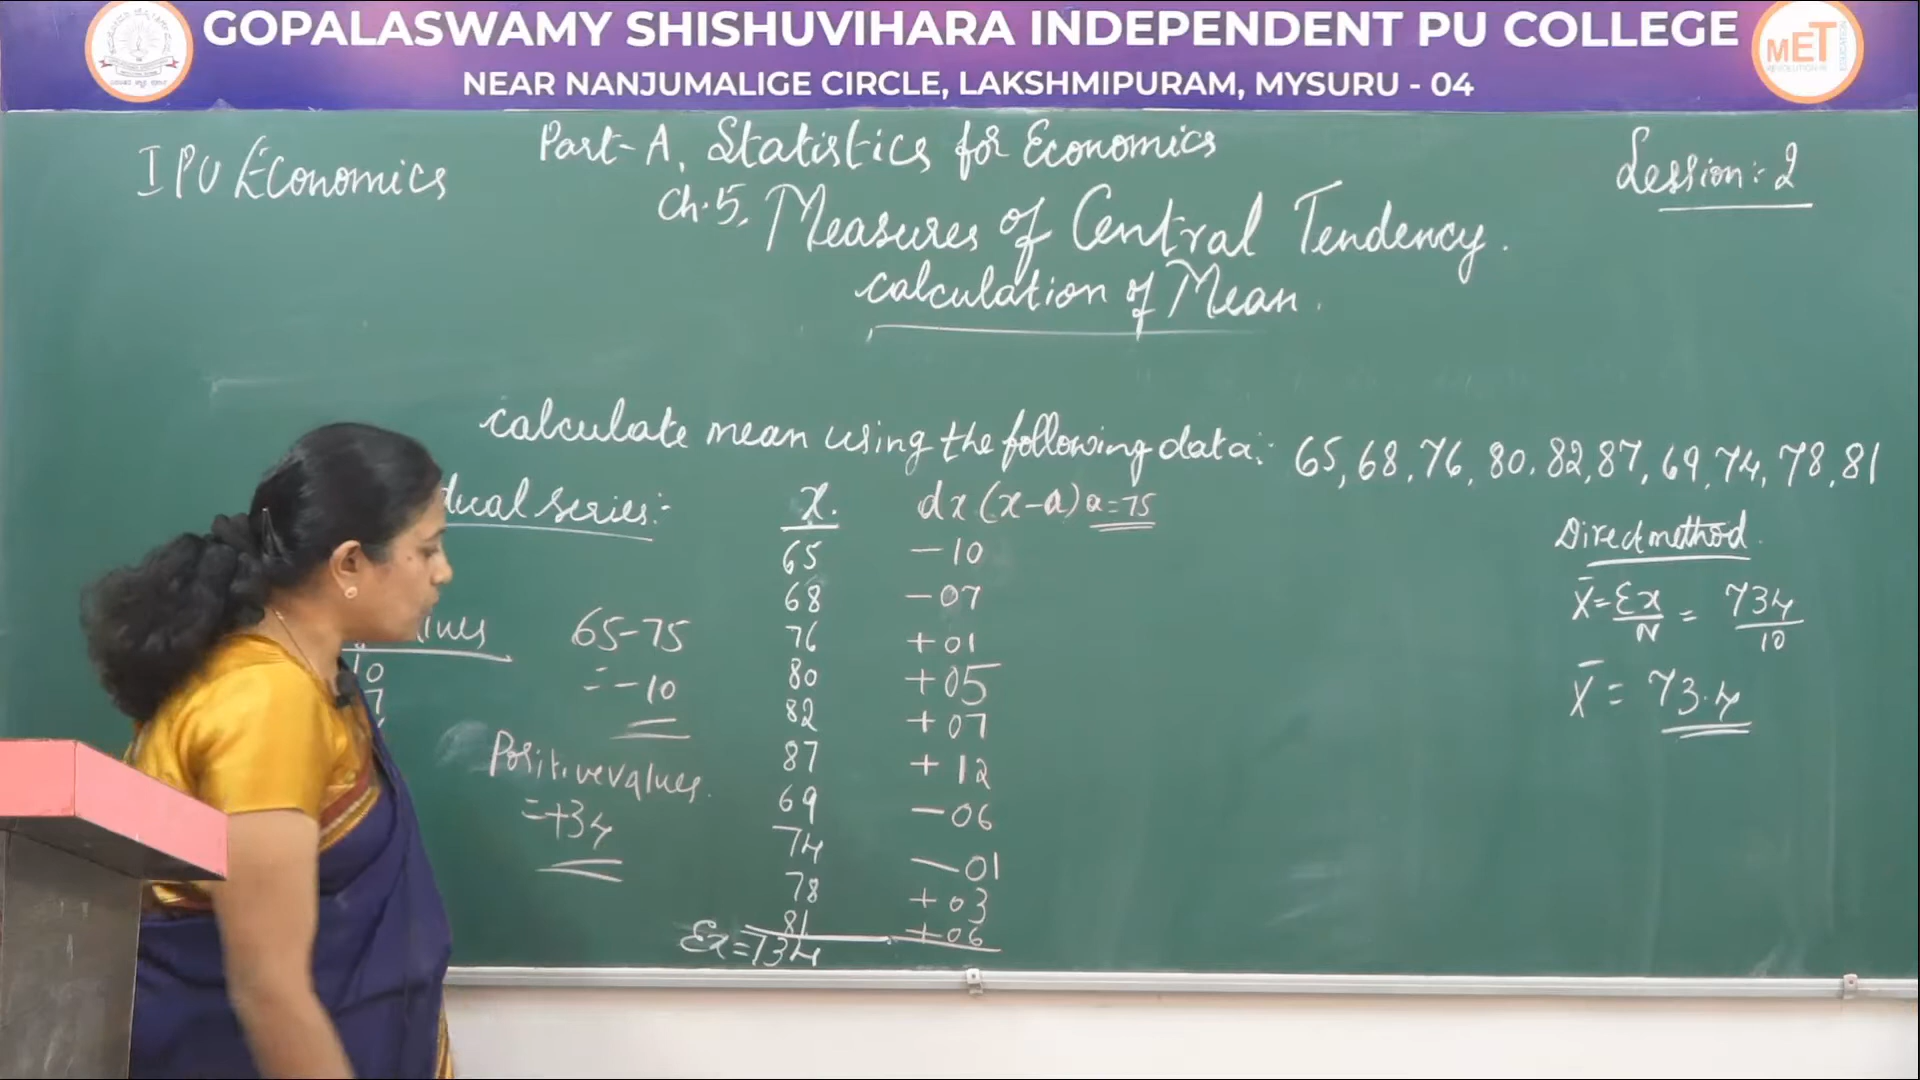 GOPALASWAMY SHISHUVIHARA INDEPENDENT PU COLLEGE
NEAR NANJUMALIGE CIRCLE, LAKSHMIPURAM, MYSURU - 04
MET
I PU Economics
Part-A, Statistics for Economics
Lession:- 2
Ch.5, Measures of Central Tendency.
calculation of Mean.
calculate mean using the following data:- 65, 68, 76, 80, 82, 87, 69, 74, 78, 81
series:-
65-75
= -10
Positive values.
= +34
x.
65
68
76
80
82
87
69
74
78
81
Σx=734
dx (x-a) a=75
-10
-07
+01
+05
+07
+12
-06
-01
+03
+06
Direct method.
X̄ = Σx/N = 734/10
X̄ = 73.4